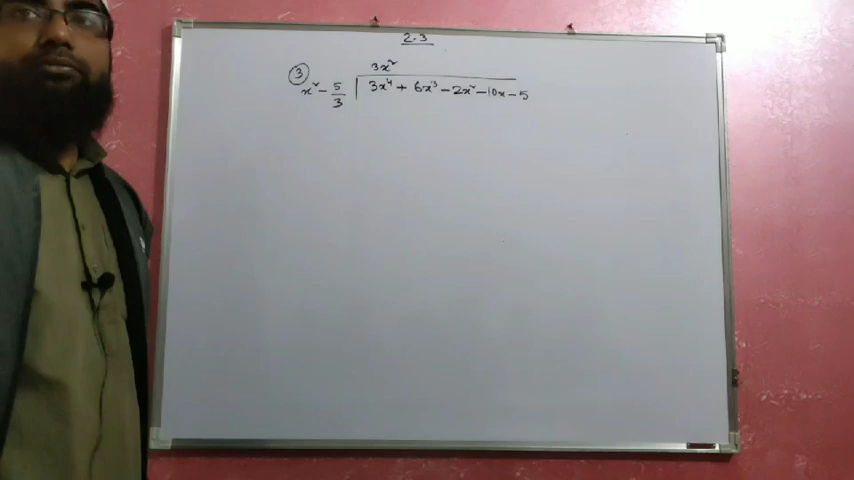 2.3
3x²
③ x² - 5/3 | 3x⁴ + 6x³ - 2x² - 10x - 5